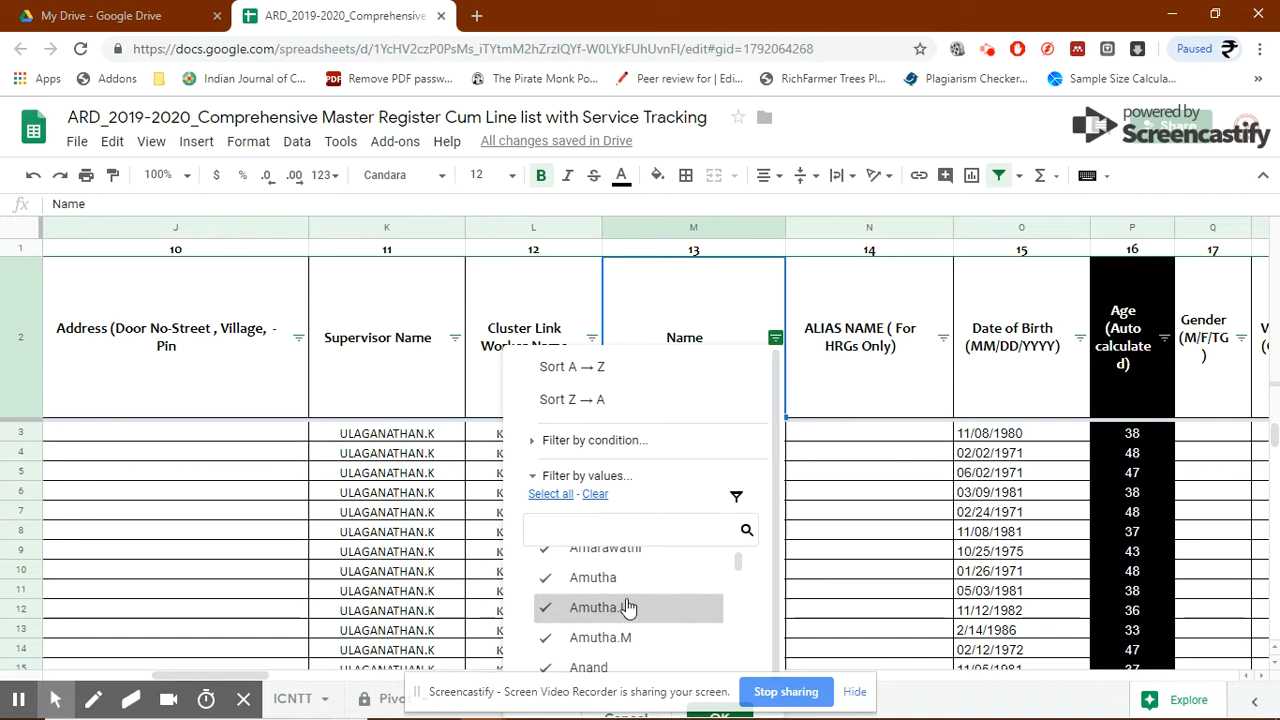 My Drive - Google Drive
ARD_2019-2020_Comprehensive
https://docs.google.com/spreadsheets/d/1YcHV2czP0PsMs_iTYtmM2hZrzIQYf-W0LYkFUhUvnFI/edit#gid=1792064268
Paused
Apps
Addons
Indian Journal of C...
PDF
Remove PDF passw...
The Pirate Monk Po...
Peer review for | Edi...
RichFarmer Trees Pl...
Plagiarism Checker...
Sample Size Calcula...
ARD_2019-2020_Comprehensive Master Register Cum Line list with Service Tracking
powered by
Screencastify
File Edit View Insert Format Data Tools Add-ons Help All changes saved in Drive
100% $ % .0 .00 123 Candara 12 B I S A
fx Name
J K L M N O P Q
1 10 11 12 13 14 15 16 17
2
Address (Door No-Street , Village, - Pin
Supervisor Name
Cluster Link
Name
ALIAS NAME ( For
HRGs Only)
Date of Birth
(MM/DD/YYYY)
Age
(Auto
calculate
d)
Gender
(M/F/TG
)
Sort A → Z
Sort Z → A
Filter by condition...
Filter by values...
Select all - Clear
Amutha
Amutha.M
Anand
3 ULAGANATHAN.K K 11/08/1980 38
4 ULAGANATHAN.K K 02/02/1971 48
5 ULAGANATHAN.K K 06/02/1971 47
6 ULAGANATHAN.K K 03/09/1981 38
7 ULAGANATHAN.K K 02/24/1971 48
8 ULAGANATHAN.K K 11/08/1981 37
9 ULAGANATHAN.K K 10/25/1975 43
10 ULAGANATHAN.K K 01/26/1971 48
11 ULAGANATHAN.K K 05/03/1981 38
12 ULAGANATHAN.K K 11/12/1982 36
13 ULAGANATHAN.K K 2/14/1986 33
14 ULAGANATHAN.K K 02/12/1972 47
15
ICNTT
Screencastify - Screen Video Recorder is sharing your screen.
Stop sharing
Hide
Explore